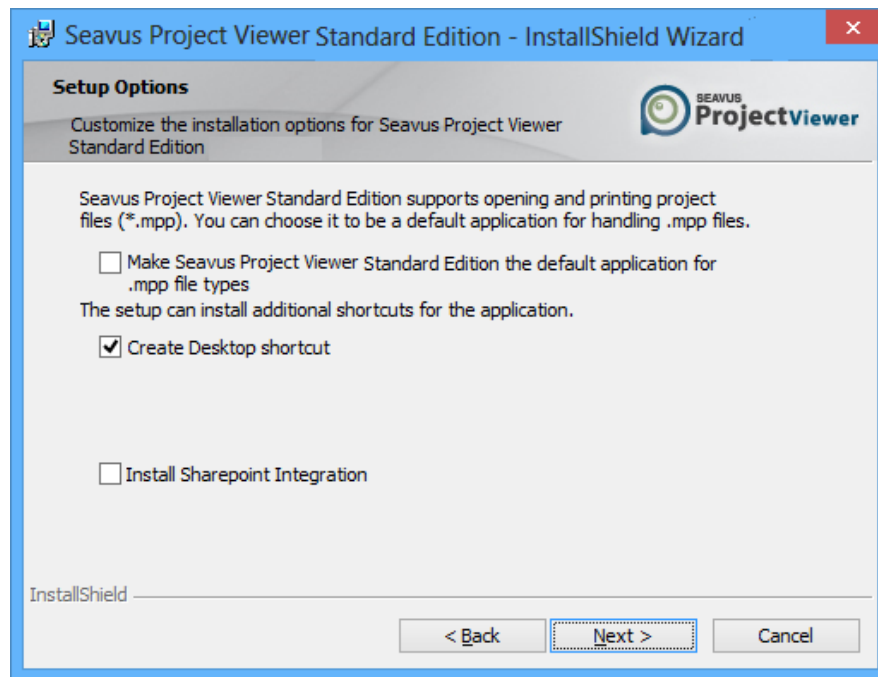 Seavus Project Viewer Standard Edition - InstallShield Wizard
Setup Options
Customize the installation options for Seavus Project Viewer
Standard Edition
SEAVUS
ProjectViewer
Seavus Project Viewer Standard Edition supports opening and printing project
files (*.mpp). You can choose it to be a default application for handling .mpp files.
Make Seavus Project Viewer Standard Edition the default application for
.mpp file types
The setup can install additional shortcuts for the application.
Create Desktop shortcut
Install Sharepoint Integration
InstallShield
< Back
Next >
Cancel